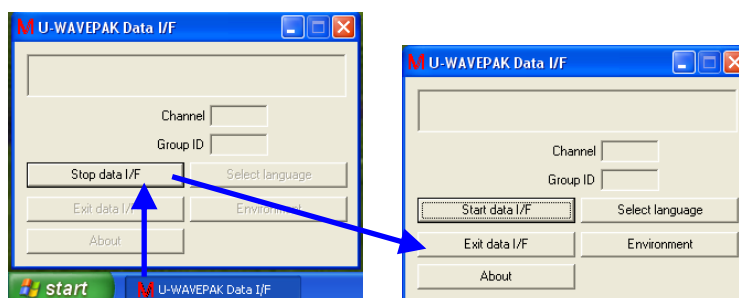 U-WAVEPAK Data I/F
Channel
Group ID
Stop data I/F
Select language
Exit data I/F
Environment
About
start
U-WAVEPAK Data I/F
U-WAVEPAK Data I/F
Channel
Group ID
Start data I/F
Select language
Exit data I/F
Environment
About